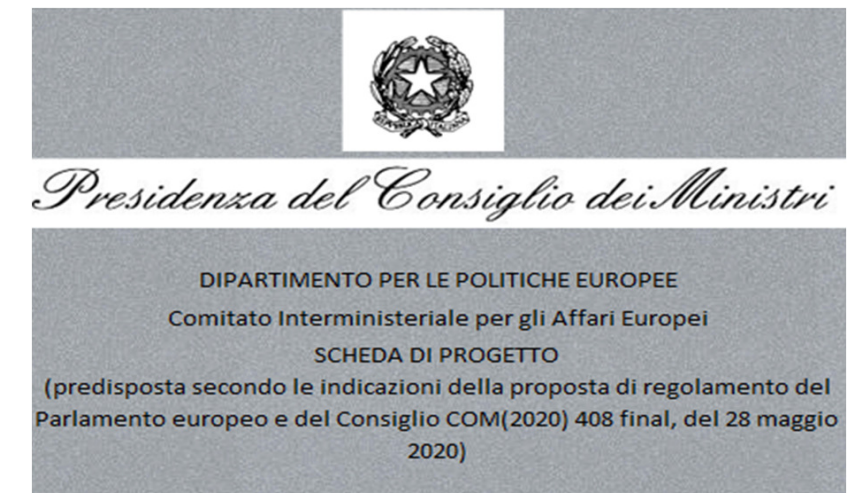 REPVBBLICA ITALIANA
Presidenza del Consiglio dei Ministri
DIPARTIMENTO PER LE POLITICHE EUROPEE
Comitato Interministeriale per gli Affari Europei
SCHEDA DI PROGETTO
(predisposta secondo le indicazioni della proposta di regolamento del
Parlamento europeo e del Consiglio COM(2020) 408 final, del 28 maggio
2020)